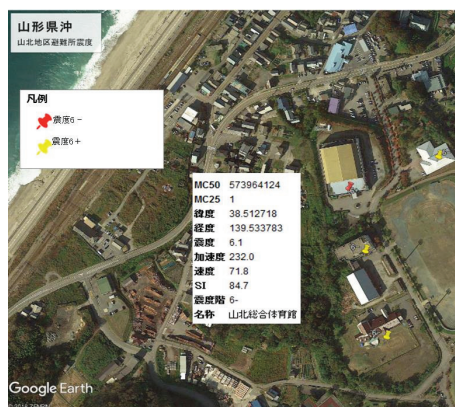 山形県沖
山北地区避難所震度
凡例
震度6－
震度6＋
MC50 573964124
MC25 1
緯度 38.512718
経度 139.533783
震度 6.1
加速度 232.0
速度 71.8
SI 84.7
震度階 6-
名称 山北総合体育館
Google Earth